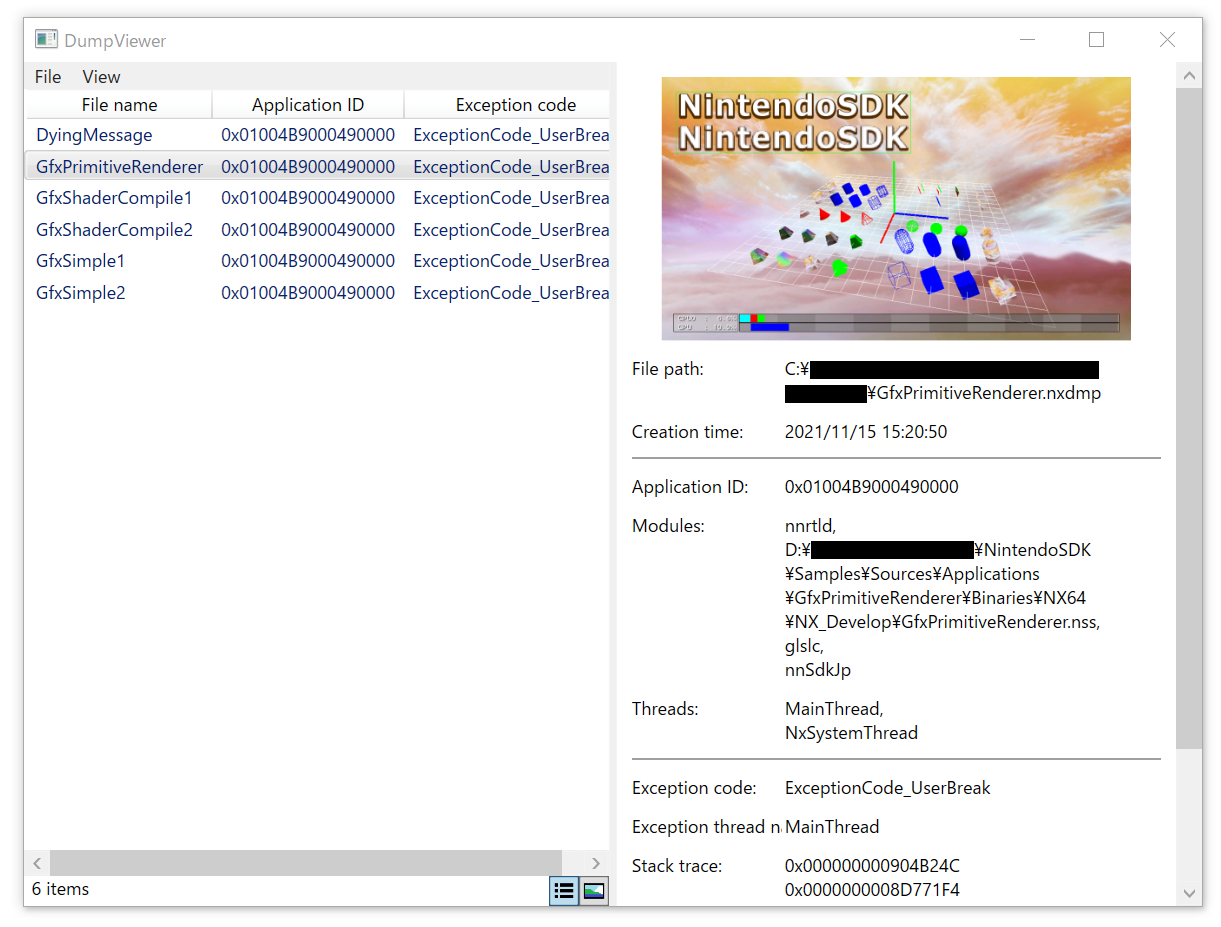 DumpViewer
File View
File name Application ID Exception code
DyingMessage 0x01004B9000490000 ExceptionCode_UserBrea
GfxPrimitiveRenderer 0x01004B9000490000 ExceptionCode_UserBrea
GfxShaderCompile1 0x01004B9000490000 ExceptionCode_UserBrea
GfxShaderCompile2 0x01004B9000490000 ExceptionCode_UserBrea
GfxSimple1 0x01004B9000490000 ExceptionCode_UserBrea
GfxSimple2 0x01004B9000490000 ExceptionCode_UserBrea
6 items
NintendoSDK
NintendoSDK
File path: C:¥
¥GfxPrimitiveRenderer.nxdmp
Creation time: 2021/11/15 15:20:50
Application ID: 0x01004B9000490000
Modules: nnrtld,
D:¥ ¥NintendoSDK
¥Samples¥Sources¥Applications
¥GfxPrimitiveRenderer¥Binaries¥NX64
¥NX_Develop¥GfxPrimitiveRenderer.nss,
glslc,
nnSdkJp
Threads: MainThread,
NxSystemThread
Exception code: ExceptionCode_UserBreak
Exception thread n MainThread
Stack trace: 0x000000000904B24C
0x0000000008D771F4